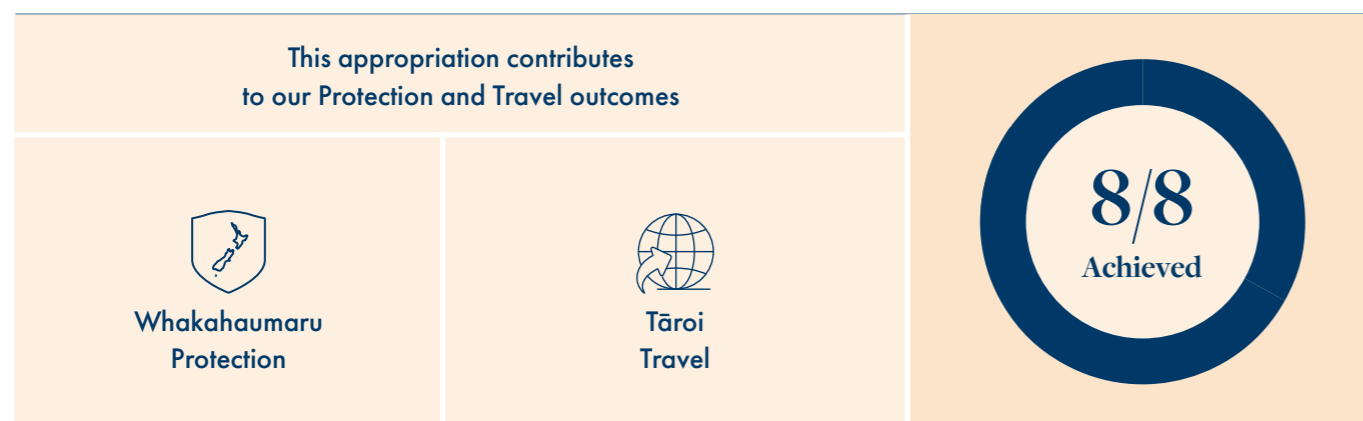 This appropriation contributes
to our Protection and Travel outcomes
Whakahaumaru
Protection
Tāroi
Travel
8/8
Achieved